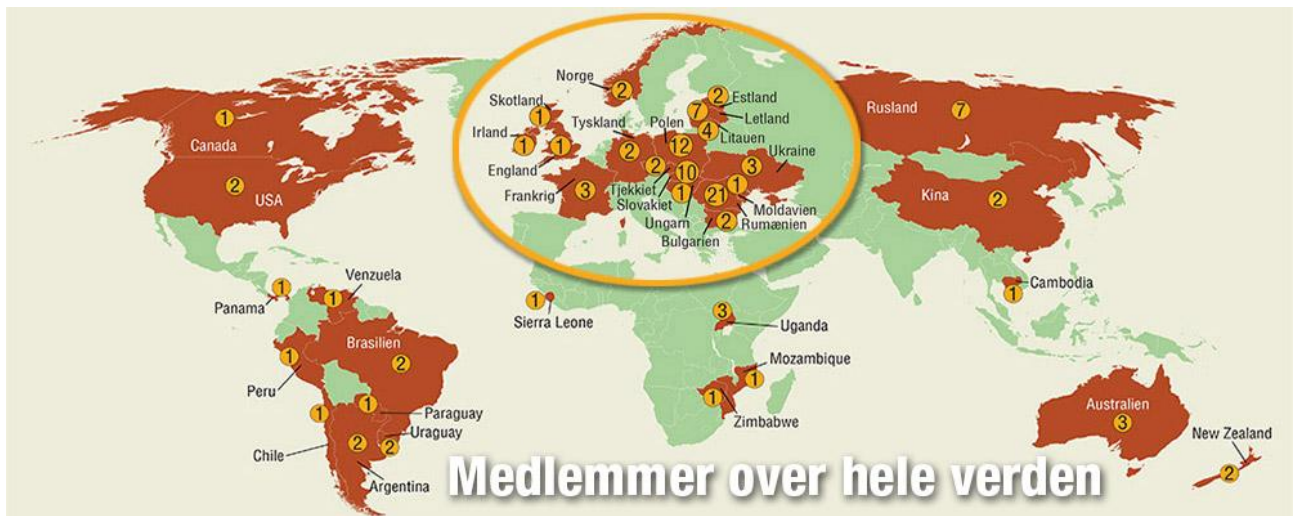 Norge
2
2
Estland
Skotland
1
7
Letland
Rusland
7
1
Canada
Irland
1
Tyskland
2
Polen
12
4
Litauen
1
England
2
USA
Frankrig
3
2
Tjekkiet
10
Slovakiet
1
Ungarn
21
Bulgarien
2
1
Moldavien
Rumænien
3
Ukraine
Kina
2
1
Panama
1
Venzuela
1
Sierra Leone
3
Uganda
Cambodia
1
Brasilien
2
1
Peru
Mozambique
1
1
Zimbabwe
1
Paraguay
1
Chile
2
Uraguay
2
Argentina
Australien
3
New Zealand
2
Medlemmer over hele verden